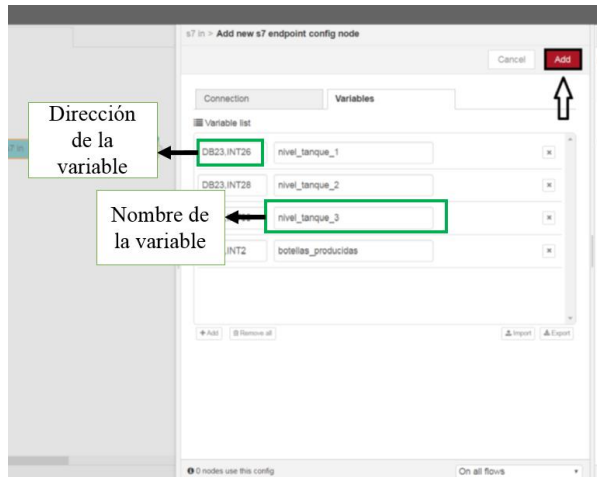 s7 in > Add new s7 endpoint config node
Cancel Add
Connection Variables
Variable list
Dirección
de la
variable
s7 in
DB23,INT26 nivel_tanque_1 x
DB23,INT28 nivel_tanque_2 x
Nombre de
la variable
nivel_tanque_3 x
,INT2 botellas_producidas x
+Add Remove all Import Export
0 nodes use this config On all flows